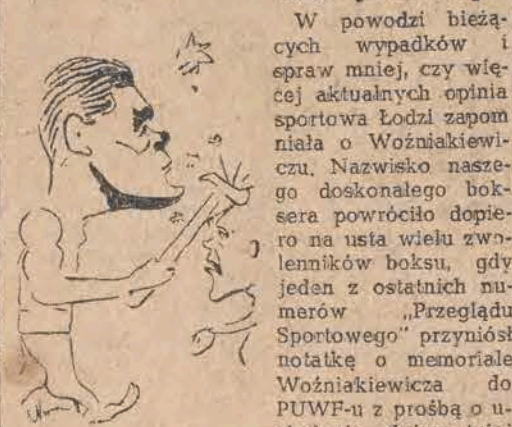 W powodzi bieżą-
cych wypadków i
spraw mniej, czy wię-
cej aktualnych opinia
sportowa Łodzi zapom
niała o Woźniakiewi-
czu. Nazwisko nasze-
go doskonałego bok-
sera powróciło dopie-
ro na usta wielu zwo-
lenników boksu, gdy
jeden z ostatnich nu-
merów „Przeglądu
Sportowego" przyniósł
notatkę o memoriale
Woźniakiewicza do
PUWF-u z prośbą o u-